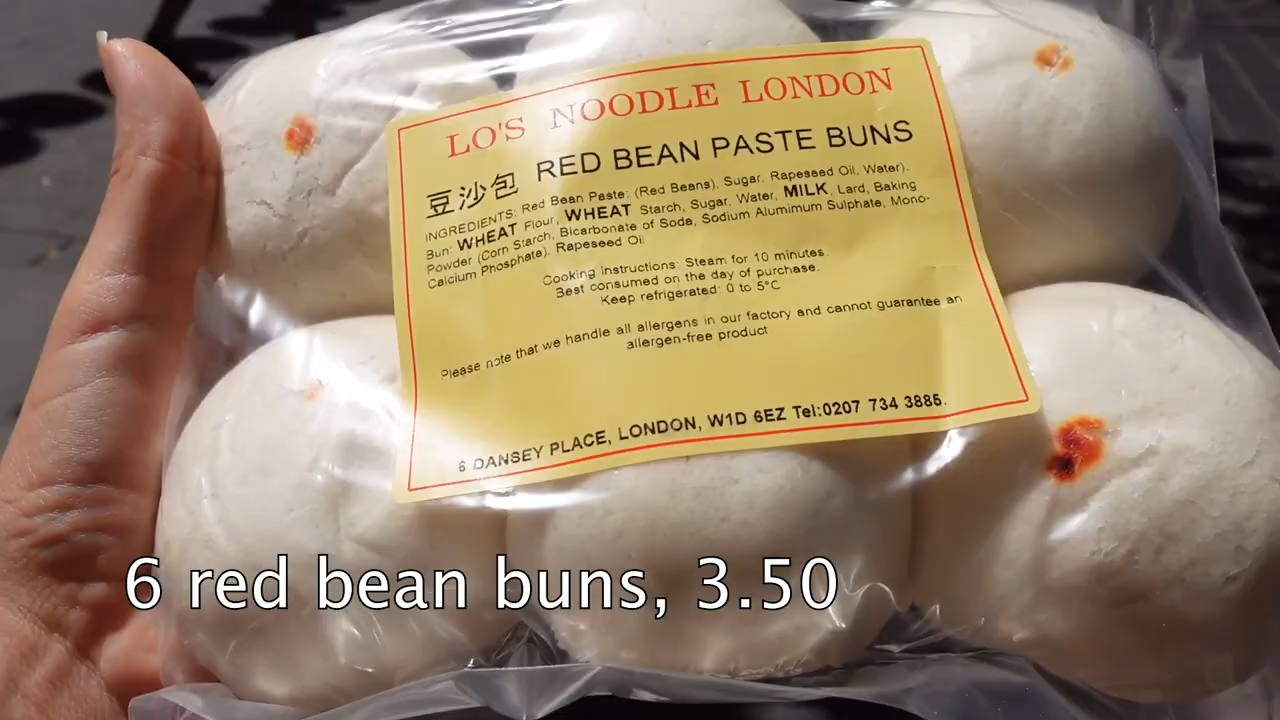 LO'S NOODLE LONDON
豆沙包 RED BEAN PASTE BUNS
INGREDIENTS: Red Bean Paste: (Red Beans), Sugar, Rapeseed Oil, Water).
Bun: WHEAT Flour, WHEAT Starch, Sugar, Water, MILK, Lard, Baking
Powder (Corn Starch, Bicarbonate of Soda, Sodium Alumimum Sulphate, Mono-
Calcium Phosphate), Rapeseed Oil
Cooking Instructions: Steam for 10 minutes.
Best consumed on the day of purchase.
Keep refrigerated: 0 to 5°C
Please note that we handle all allergens in our factory and cannot guarantee an
allergen-free product
6 DANSEY PLACE, LONDON, W1D 6EZ Tel:0207 734 3885.
6 red bean buns, 3.50